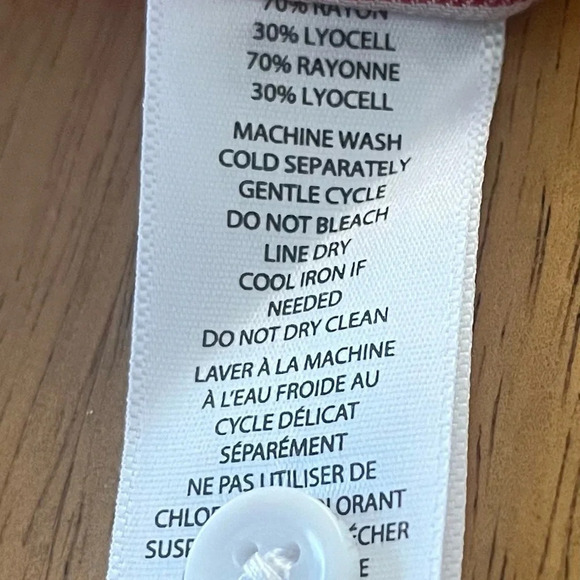 70% RAYON
30% LYOCELL
70% RAYONNE
30% LYOCELL
MACHINE WASH
COLD SEPARATELY
GENTLE CYCLE
DO NOT BLEACH
LINE DRY
COOL IRON IF
NEEDED
DO NOT DRY CLEAN
LAVER À LA MACHINE
À L'EAU FROIDE AU
CYCLE DÉLICAT
SÉPARÉMENT
NE PAS UTILISER DE